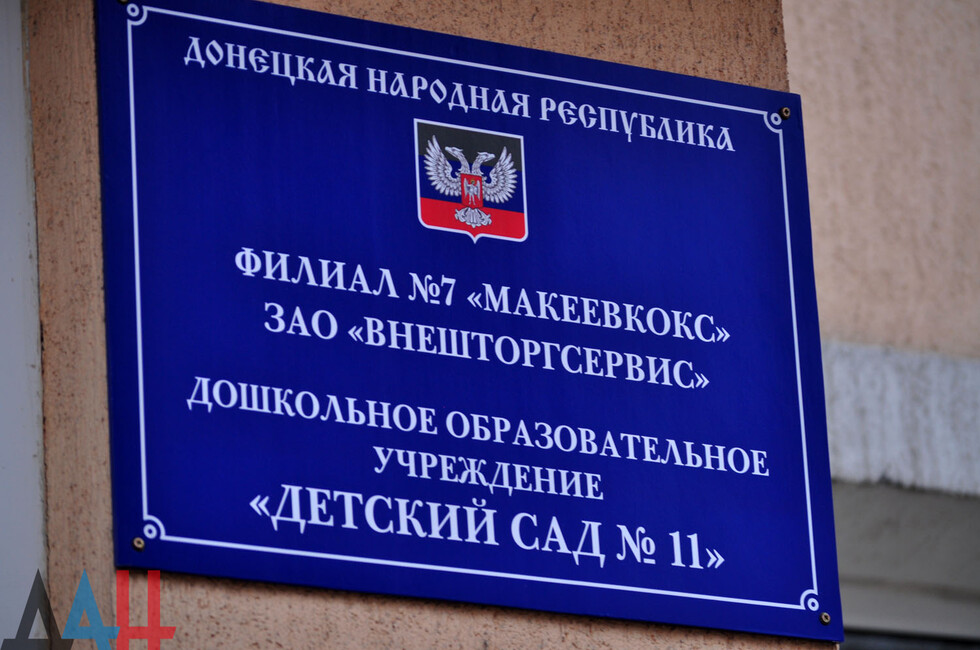 ДОНЕЦКАЯ НАРОДНАЯ РЕСПУБЛИКА
ФИЛИАЛ №7 «МАКЕЕВКОКС»
ЗАО «ВНЕШТОРГСЕРВИС»
ДОШКОЛЬНОЕ ОБРАЗОВАТЕЛЬНОЕ
УЧРЕЖДЕНИЕ
«ДЕТСКИЙ САД № 11»
ДАН